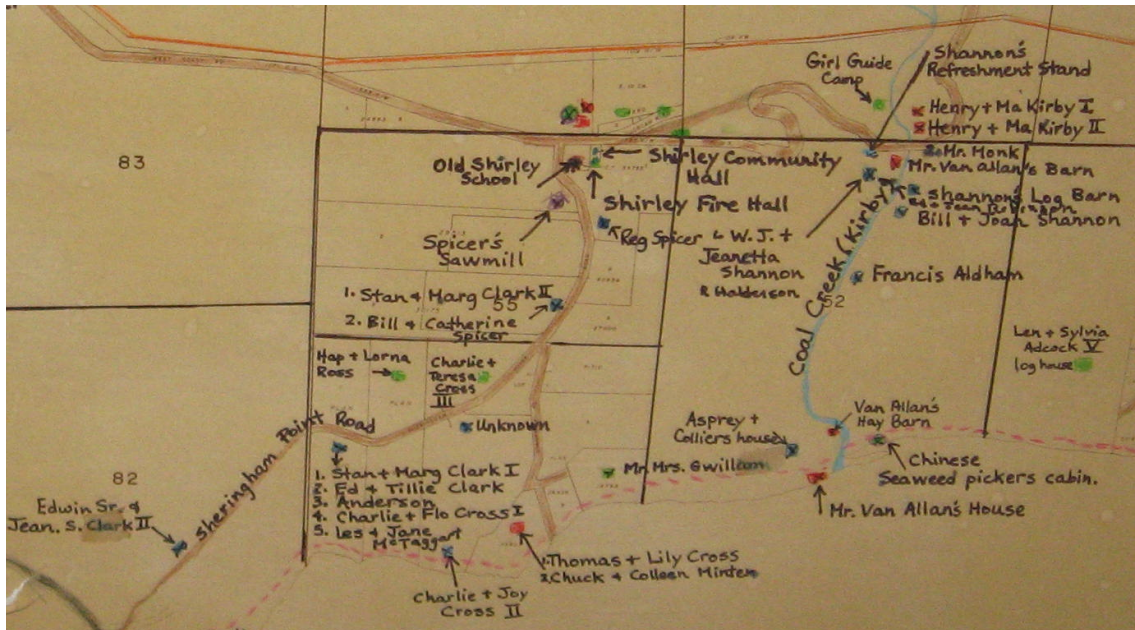 Shannon's
Refreshment Stand
Girl Guide
Camp
Henry + Ma Kirby I
Henry + Ma Kirby II
Mr. Monk
Mr. Van Allan's Barn
Shannon's Log Barn
Bill + Joan Shannon
83
Old Shirley
School
Shirley Community
Hall
Shirley Fire Hall
Spicer's
Sawmill
Reg Spicer
W. J. +
Jeanetta
Shannon
R Halderson
Coal Creek (Kirby)
Francis Aldham
52
1. Stan + Marg Clark II
55
2. Bill + Catherine
Spicer
Hap + Lorna
Ross
Charlie +
Teresa
Cross
III
Len + Sylvia
Adcock V
log house
Unknown
Asprey +
Colliers house
Van Allan's
Hay Barn
Chinese
Seaweed pickers cabin.
Mr. Van Allan's House
Mr. Mrs. Gwilliam
Sheringham Point Road
82
Edwin Sr. +
Jean. S. Clark II
1. Stan + Marg Clark I
2. Ed + Tillie Clark
3. Anderson
4. Charlie + Flo Cross I
5. Les + Jane
McTaggart
1. Thomas + Lily Cross
2. Chuck + Colleen Minten
Charlie + Joy
Cross II